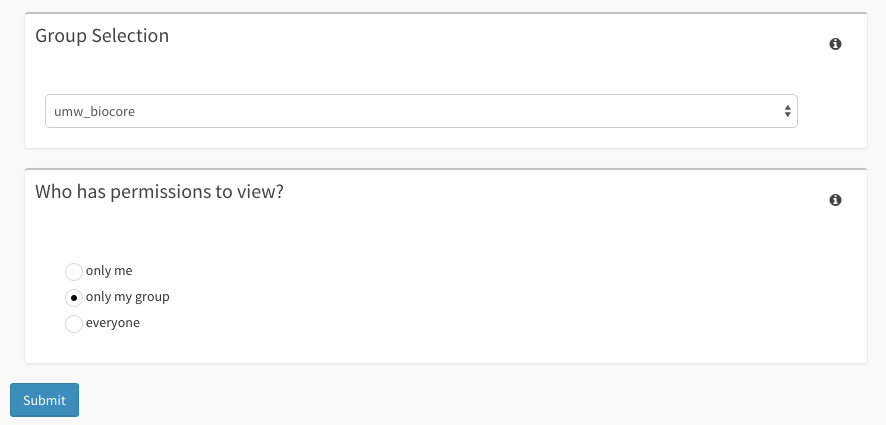 Group Selection
umw_biocore
Who has permissions to view?
only me
only my group
everyone
Submit